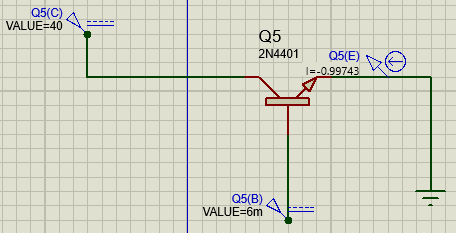 Q5(C)
VALUE=40
Q5
2N4401
Q5(E)
I=-0.99743
Q5(B)
VALUE=6m